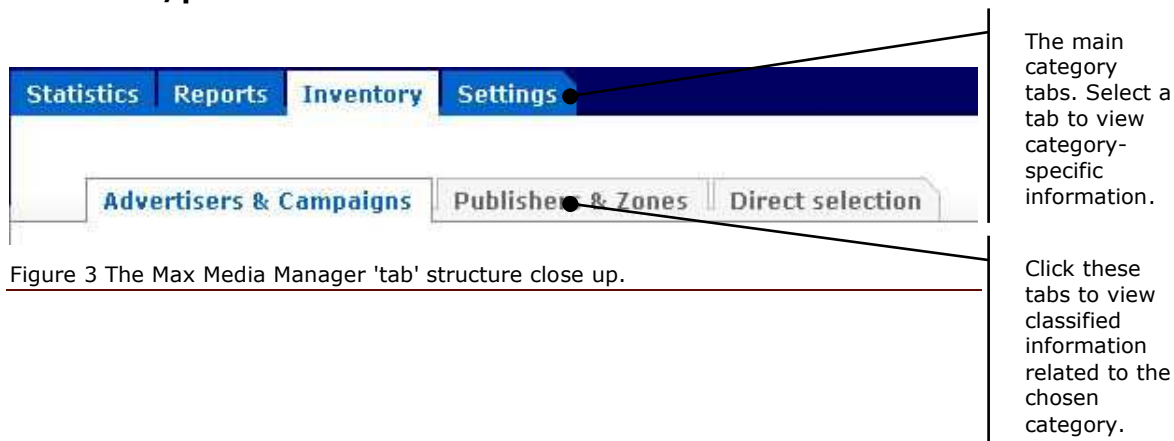 The main
category
tabs. Select a
tab to view
category-
specific
information.
Statistics Reports Inventory Settings
Advertisers & Campaigns Publishers & Zones Direct selection
Figure 3 The Max Media Manager 'tab' structure close up.
Click these
tabs to view
classified
information
related to the
chosen
category.